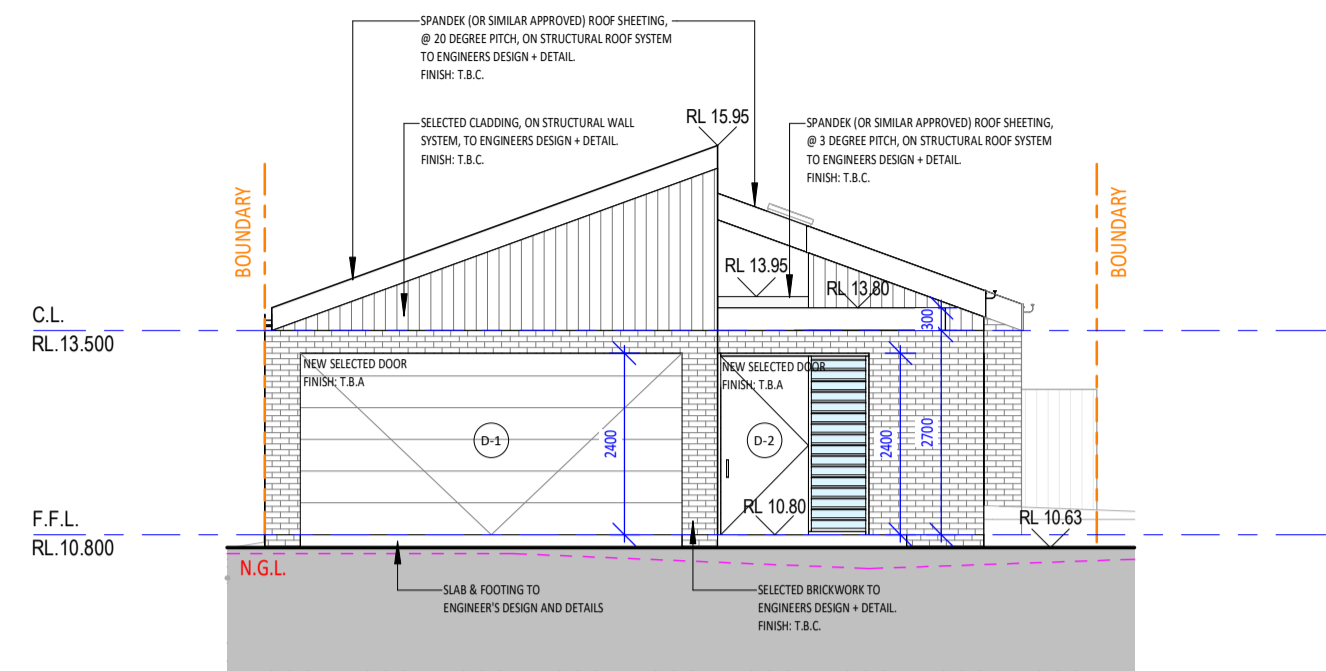 SPANDEK (OR SIMILAR APPROVED) ROOF SHEETING,
@ 20 DEGREE PITCH, ON STRUCTURAL ROOF SYSTEM
TO ENGINEERS DESIGN + DETAIL.
FINISH: T.B.C.
SELECTED CLADDING, ON STRUCTURAL WALL
SYSTEM, TO ENGINEERS DESIGN + DETAIL.
FINISH: T.B.C.
RL 15.95
SPANDEK (OR SIMILAR APPROVED) ROOF SHEETING,
@ 3 DEGREE PITCH, ON STRUCTURAL ROOF SYSTEM
TO ENGINEERS DESIGN + DETAIL.
FINISH: T.B.C.
BOUNDARY
BOUNDARY
RL 13.95
RL 13.80
C.L.
RL.13.500
300
NEW SELECTED DOOR
FINISH: T.B.A
NEW SELECTED DOOR
FINISH: T.B.A
D-1
2400
D-2
2400
2700
RL 10.80
RL 10.63
F.F.L.
RL.10.800
N.G.L.
SLAB & FOOTING TO
ENGINEER'S DESIGN AND DETAILS
SELECTED BRICKWORK TO
ENGINEERS DESIGN + DETAIL.
FINISH: T.B.C.